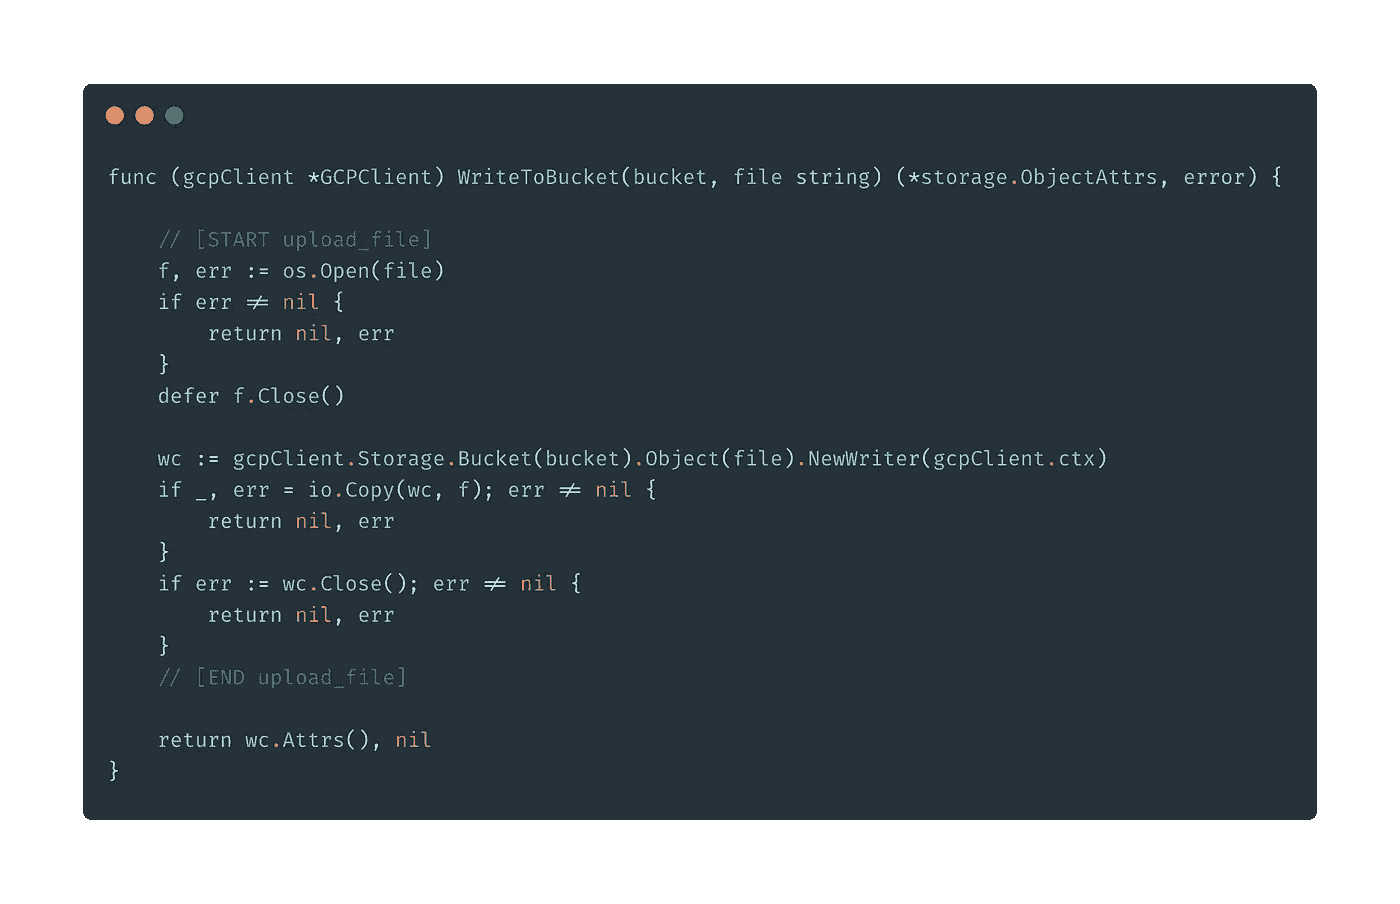 func (gcpClient *GCPClient) WriteToBucket(bucket, file string) (*storage.ObjectAttrs, error) {
// [START upload_file]
f, err := os.Open(file)
if err != nil {
return nil, err
}
defer f.Close()
wc := gcpClient.Storage.Bucket(bucket).Object(file).NewWriter(gcpClient.ctx)
if _, err = io.Copy(wc, f); err != nil {
return nil, err
}
if err := wc.Close(); err != nil {
return nil, err
}
// [END upload_file]
return wc.Attrs(), nil
}